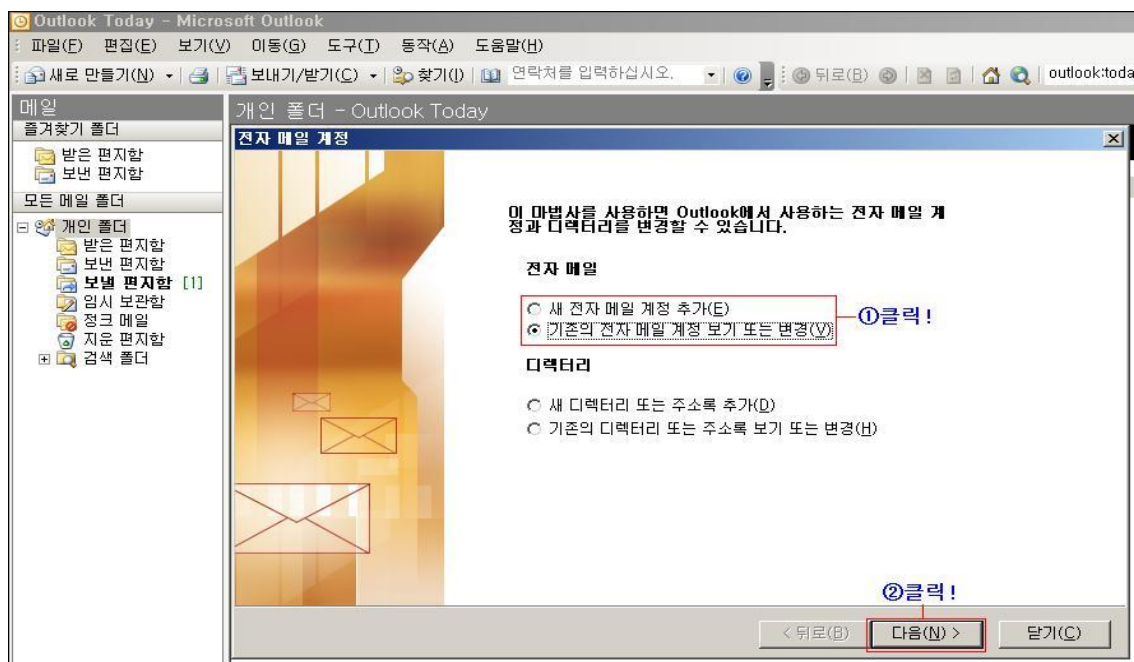 Outlook Today - Microsoft Outlook
파일(F) 편집(E) 보기(V) 이동(G) 도구(T) 동작(A) 도움말(H)
새로 만들기(N) 보내기/받기(C) 찾기(I) 연락처를 입력하십시오. 뒤로(B) outlook:toda
메일
즐겨찾기 폴더
받은 편지함
보낸 편지함
모든 메일 폴더
개인 폴더
받은 편지함
보낸 편지함
보낼 편지함 [1]
임시 보관함
정크 메일
지운 편지함
검색 폴더
개인 폴더 - Outlook Today
전자 메일 계정
이 마법사를 사용하면 Outlook에서 사용하는 전자 메일 계
정과 디렉터리를 변경할 수 있습니다.
전자 메일
새 전자 메일 계정 추가(E)
기존의 전자 메일 계정 보기 또는 변경(V)
①클릭!
디렉터리
새 디렉터리 또는 주소록 추가(D)
기존의 디렉터리 또는 주소록 보기 또는 변경(H)
②클릭!
< 뒤로(B) 다음(N) > 닫기(C)